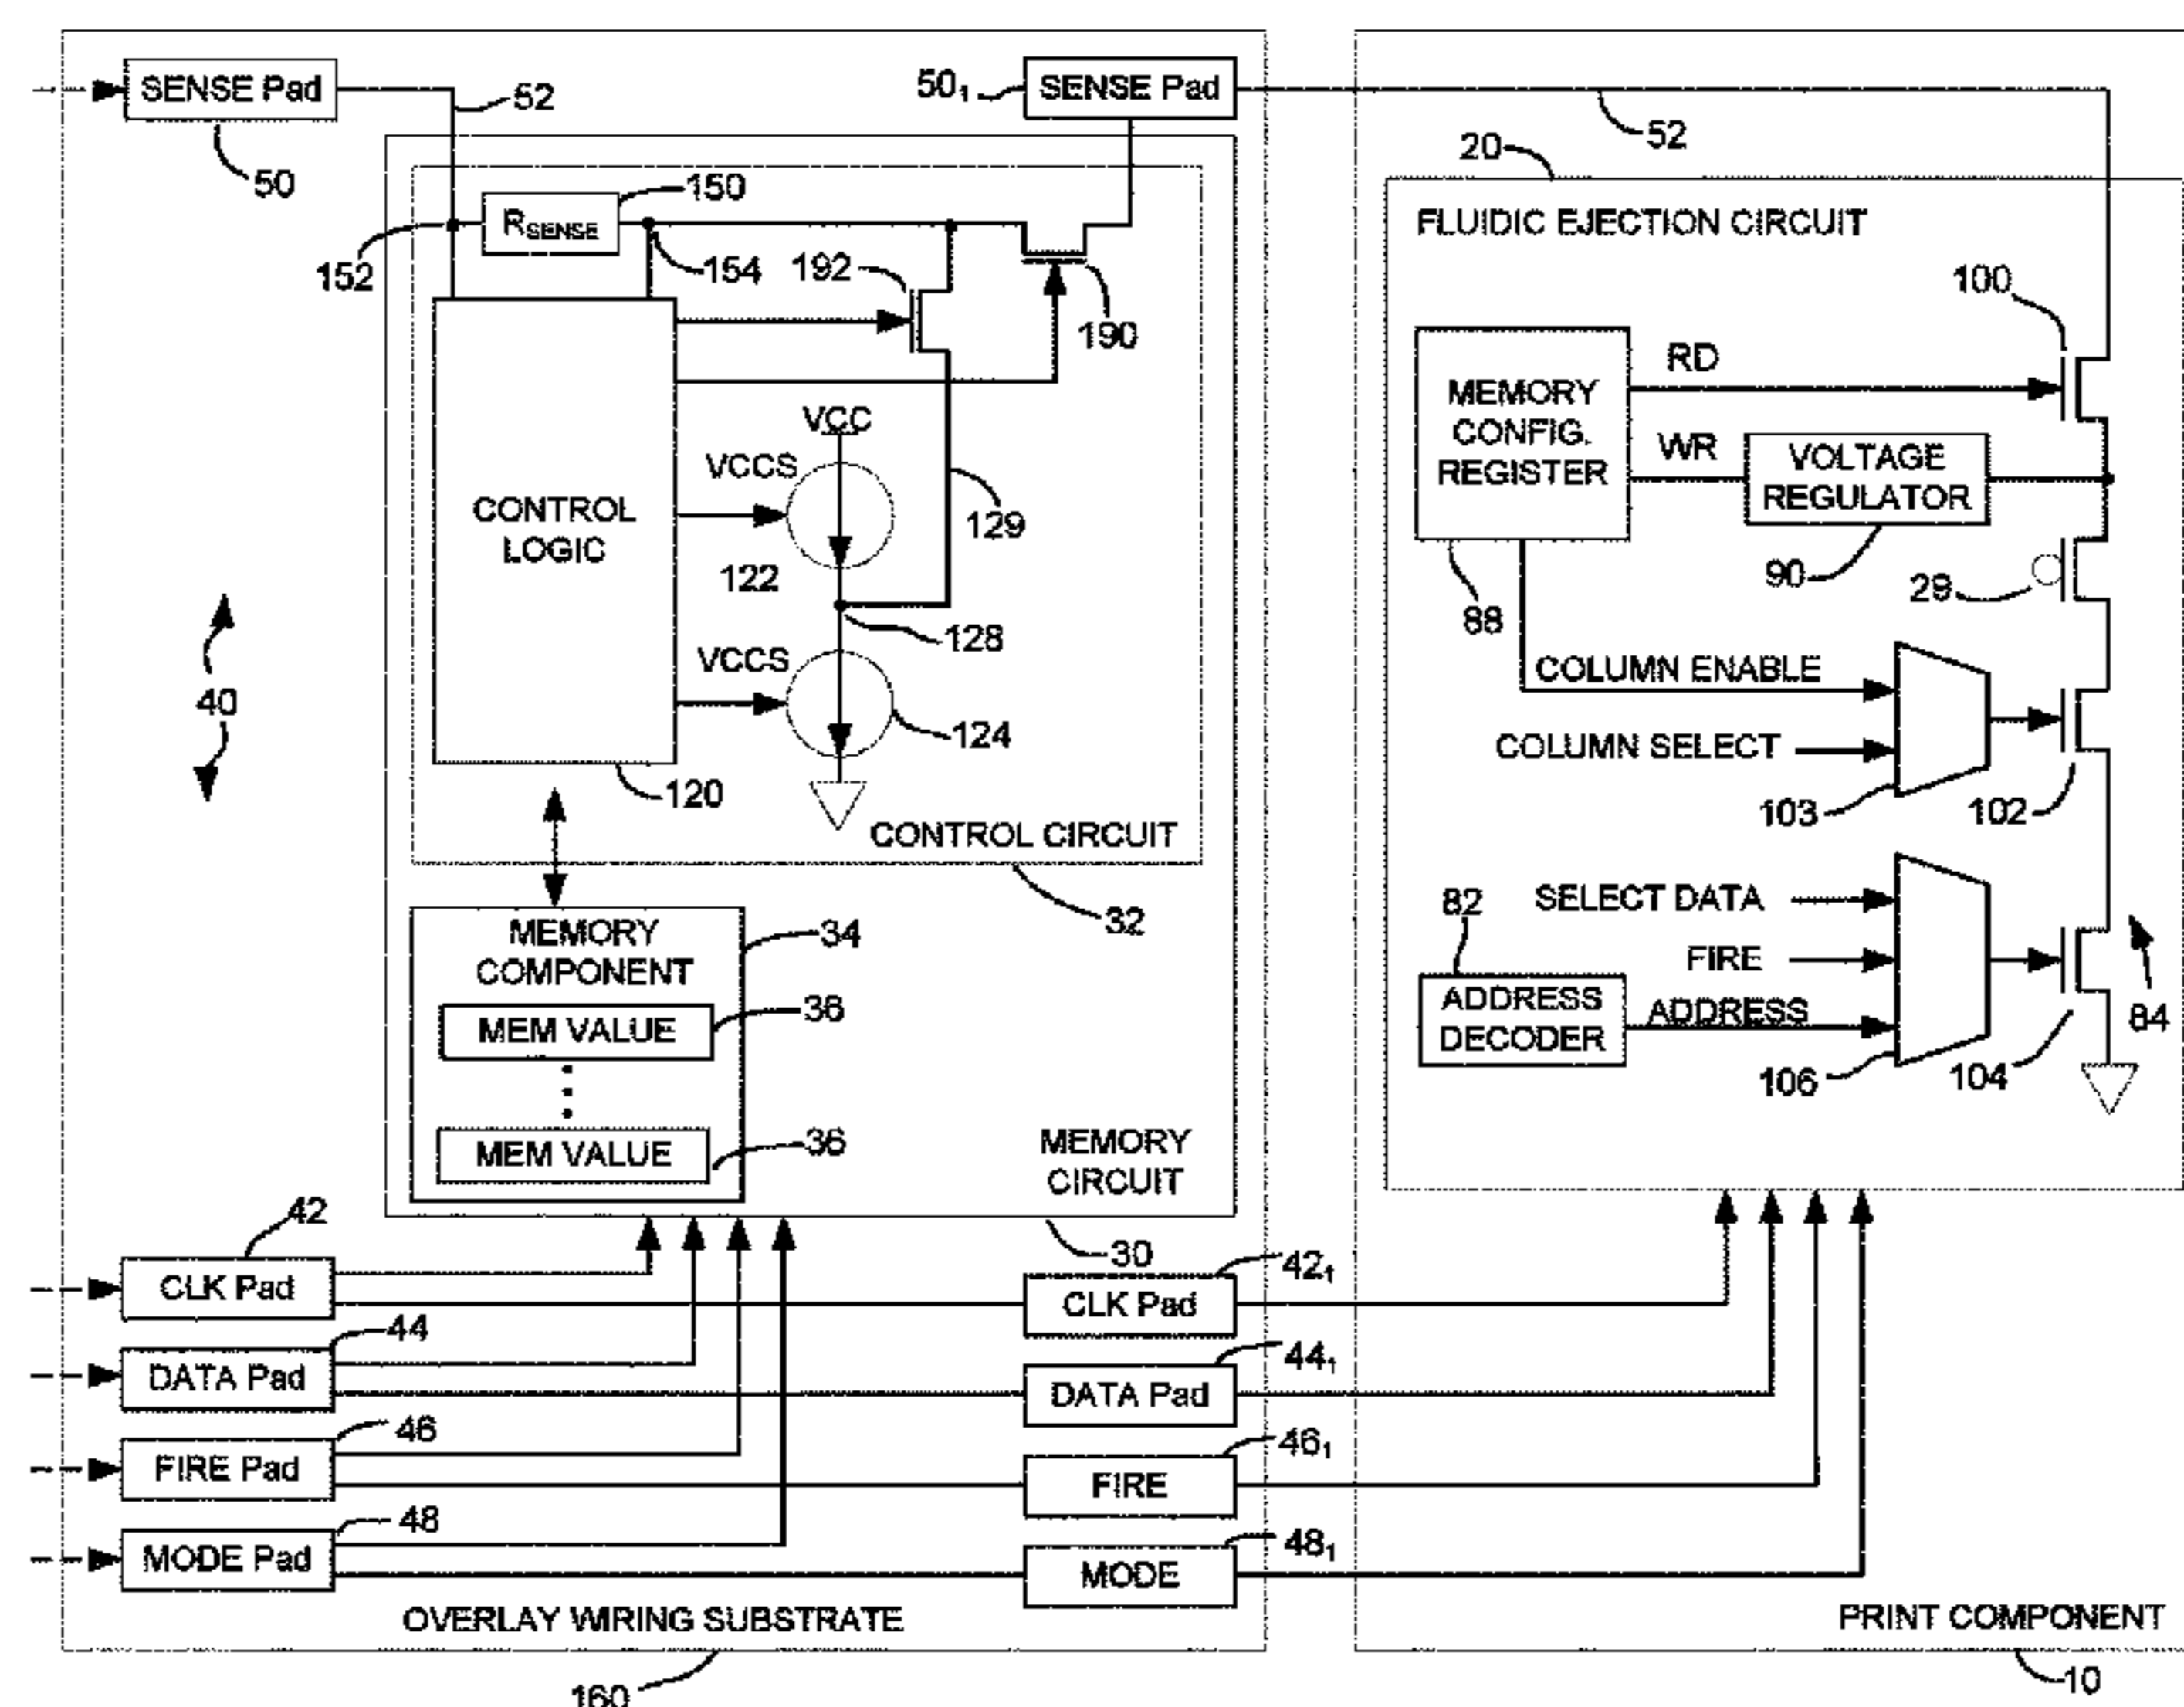 SENSE Pad
50
52
50₁
SENSE Pad
52
20
150
R_SENSE
152
154
192
190
CONTROL
LOGIC
VCC
VCCS
122
129
128
VCCS
124
120
CONTROL CIRCUIT
32
40
MEMORY
COMPONENT
34
MEM VALUE
36
MEM VALUE
36
MEMORY
CIRCUIT
30
FLUIDIC EJECTION CIRCUIT
100
MEMORY
CONFIG.
REGISTER
RD
WR
VOLTAGE
REGULATOR
90
29
88
COLUMN ENABLE
COLUMN SELECT
103
102
SELECT DATA
FIRE
82
ADDRESS
DECODER
ADDRESS
106
104
84
42
CLK Pad
42₁
CLK Pad
44
DATA Pad
44₁
DATA Pad
46
FIRE Pad
46₁
FIRE
48
MODE Pad
48₁
MODE
OVERLAY WIRING SUBSTRATE
160
PRINT COMPONENT
10